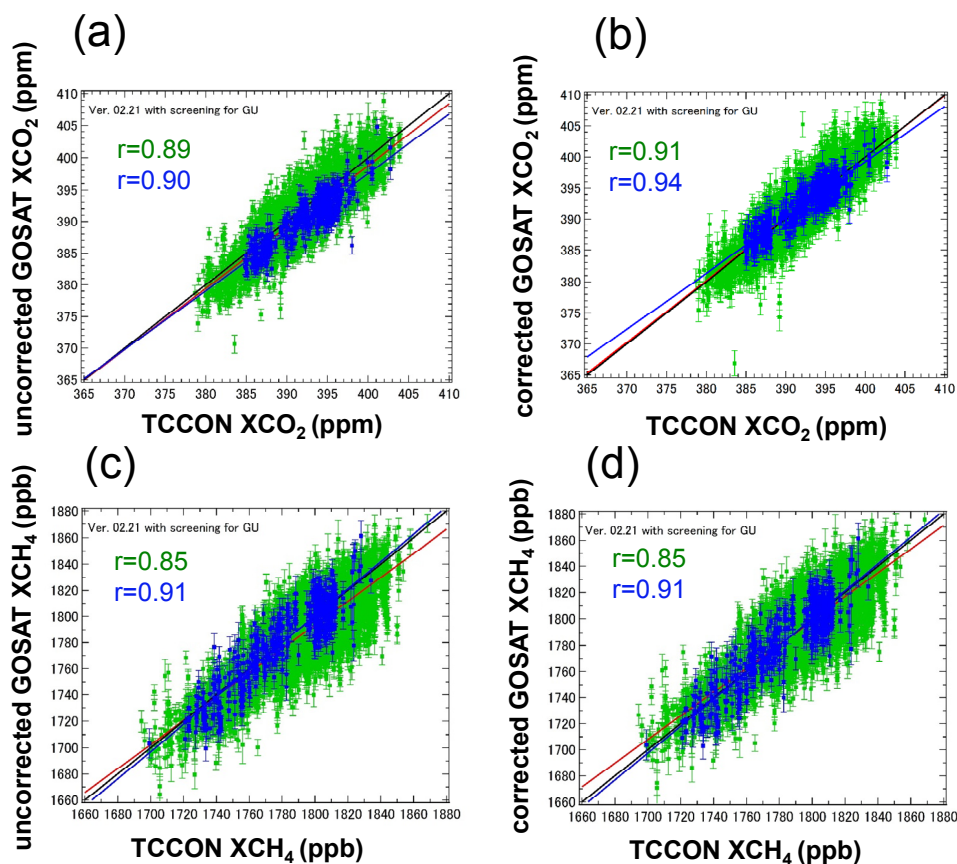 (a)
uncorrected GOSAT XCO₂ (ppm)
410
405
400
395
390
385
380
375
370
365
Ver. 02.21 with screening for GU
r=0.89
r=0.90
365 370 375 380 385 390 395 400 405 410
TCCON XCO₂ (ppm)
(b)
corrected GOSAT XCO₂ (ppm)
410
405
400
395
390
385
380
375
370
365
Ver. 02.21 with screening for GU
r=0.91
r=0.94
365 370 375 380 385 390 395 400 405 410
TCCON XCO₂ (ppm)
(c)
uncorrected GOSAT XCH₄ (ppb)
1880
1860
1840
1820
1800
1780
1760
1740
1720
1700
1680
1660
Ver. 02.21 with screening for GU
r=0.85
r=0.91
1660 1680 1700 1720 1740 1760 1780 1800 1820 1840 1860 1880
TCCON XCH₄ (ppb)
(d)
corrected GOSAT XCH₄ (ppb)
1880
1860
1840
1820
1800
1780
1760
1740
1720
1700
1680
1660
Ver. 02.21 with screening for GU
r=0.85
r=0.91
1660 1680 1700 1720 1740 1760 1780 1800 1820 1840 1860 1880
TCCON XCH₄ (ppb)